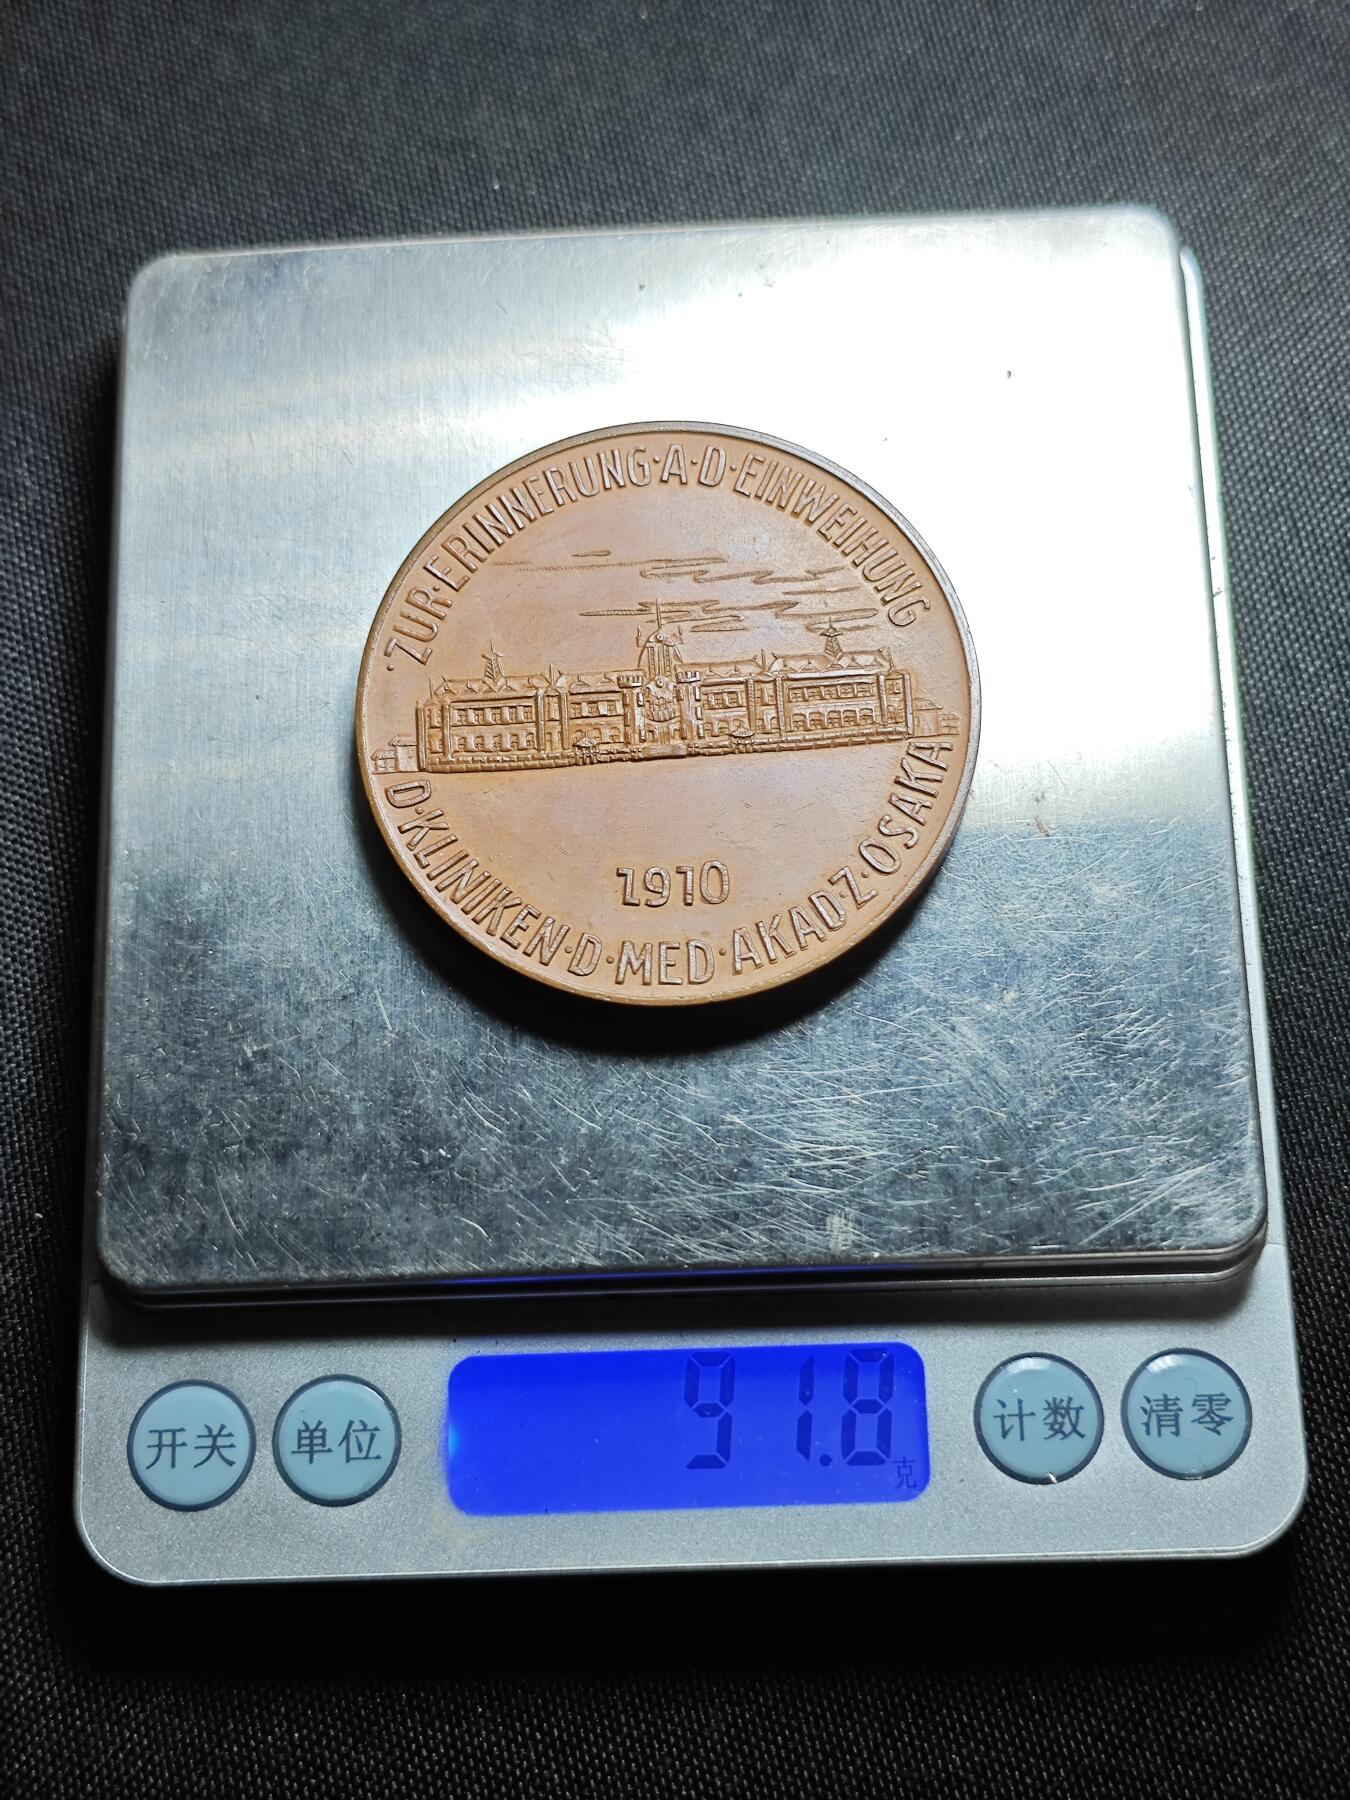 ·ZUR·ERINNERUNG·A·D·EINWEIHUNG
D·KLINIKEN·D·MED·AKAD·Z·OSAKA
1910
开关
单位
91.8
克
计数
清零